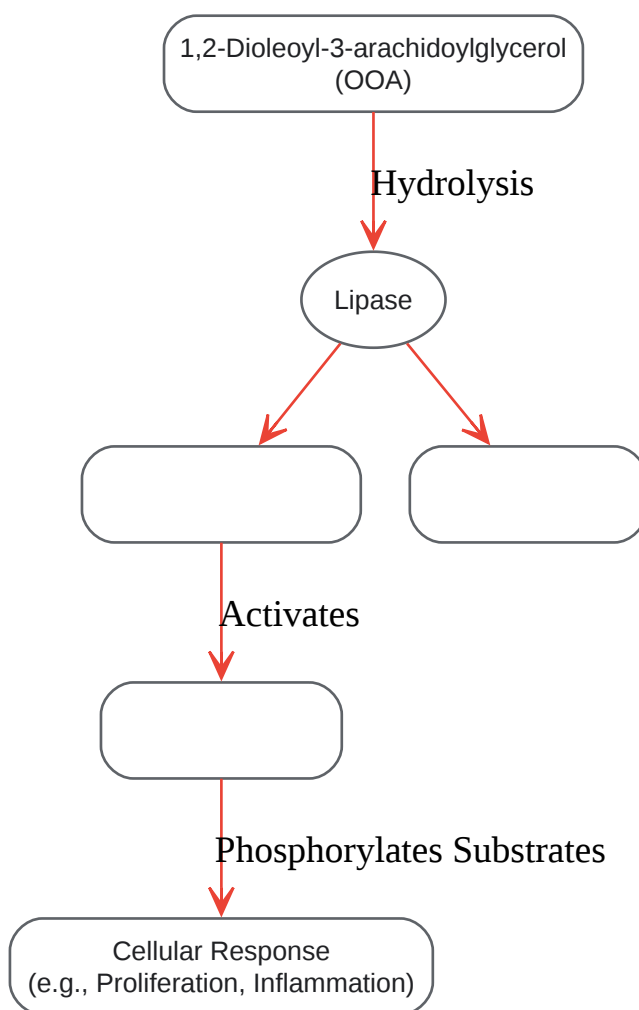 1,2-Dioleoyl-3-arachidoylglycerol
(OOA)
Hydrolysis
Lipase
Activates
Phosphorylates Substrates
Cellular Response
(e.g., Proliferation, Inflammation)